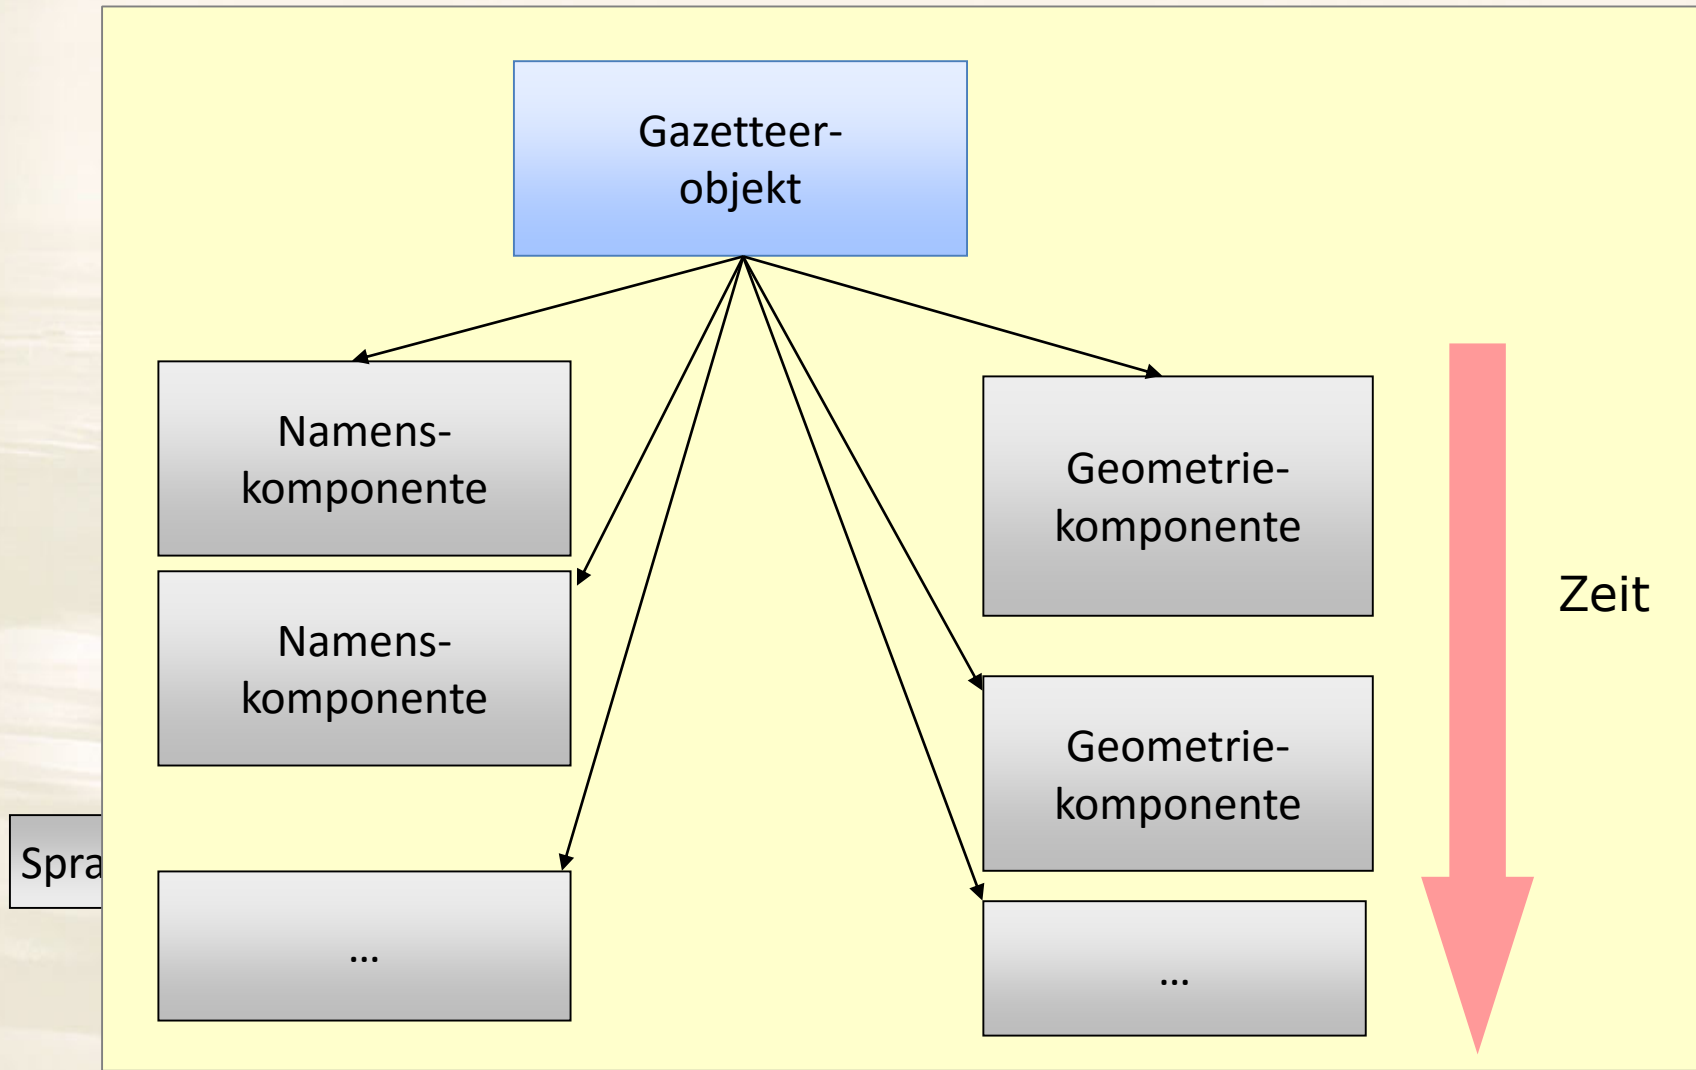 Gazetteer-
objekt
Namens-
komponente
Geometrie-
komponente
Zeit
Namens-
komponente
Geometrie-
komponente
Spra
...
...